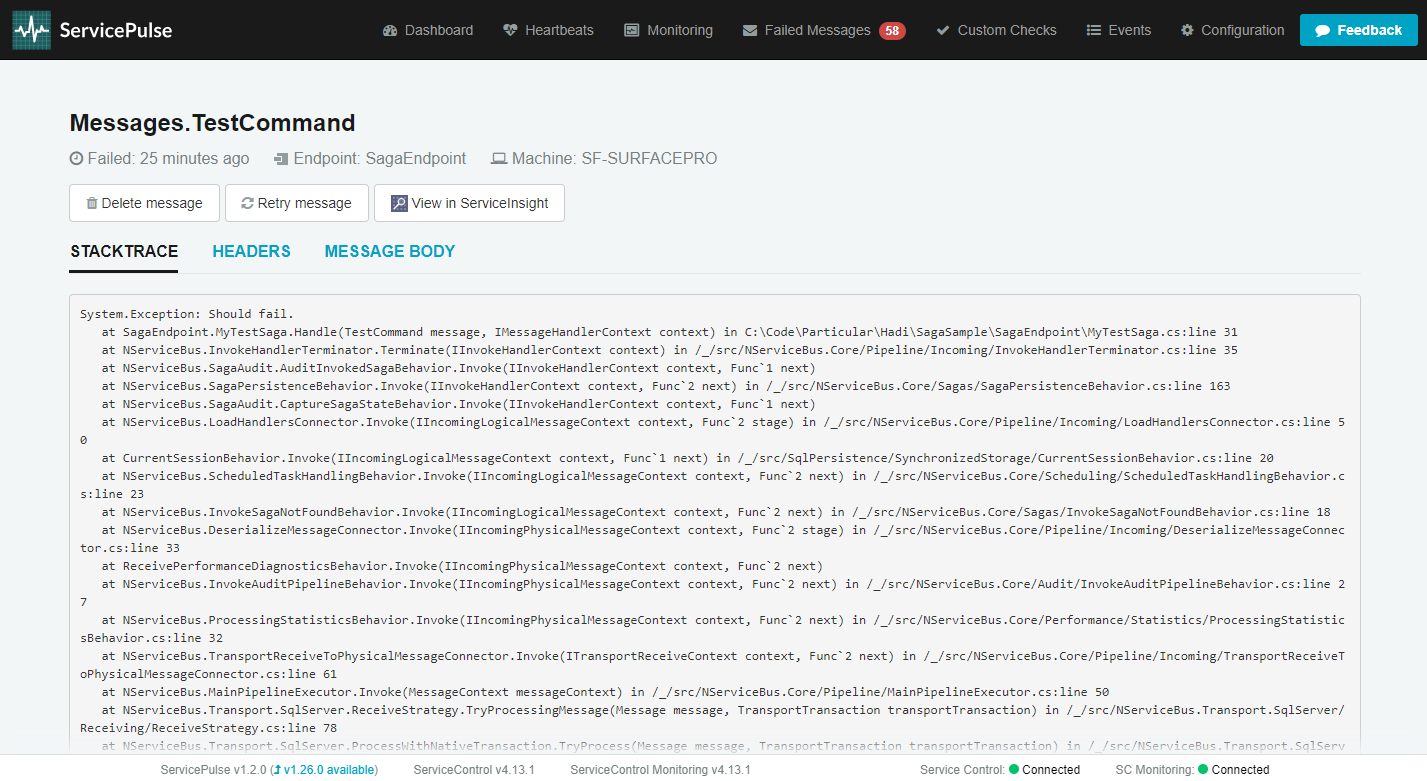 ServicePulse
Dashboard
Heartbeats
Monitoring
Failed Messages 58
Custom Checks
Events
Configuration
Feedback
Messages.TestCommand
Failed: 25 minutes ago
Endpoint: SagaEndpoint
Machine: SF-SURFACEPRO
Delete message
Retry message
View in ServiceInsight
STACKTRACE
HEADERS
MESSAGE BODY
System.Exception: Should fail.
at SagaEndpoint.MyTestSaga.Handle(TestCommand message, IMessageHandlerContext context) in C:\Code\Particular\Hadi\SagaSample\SagaEndpoint\MyTestSaga.cs:line 31
at NServiceBus.InvokeHandlerTerminator.Terminate(IInvokeHandlerContext context) in /_/src/NServiceBus.Core/Pipeline/Incoming/InvokeHandlerTerminator.cs:line 35
at NServiceBus.SagaAudit.AuditInvokedSagaBehavior.Invoke(IInvokeHandlerContext context, Func`1 next)
at NServiceBus.SagaPersistenceBehavior.Invoke(IInvokeHandlerContext context, Func`2 next) in /_/src/NServiceBus.Core/Sagas/SagaPersistenceBehavior.cs:line 163
at NServiceBus.SagaAudit.CaptureSagaStateBehavior.Invoke(IInvokeHandlerContext context, Func`1 next)
at NServiceBus.LoadHandlersConnector.Invoke(IIncomingLogicalMessageContext context, Func`2 stage) in /_/src/NServiceBus.Core/Pipeline/Incoming/LoadHandlersConnector.cs:line 5
0
at CurrentSessionBehavior.Invoke(IIncomingLogicalMessageContext context, Func`1 next) in /_/src/SqlPersistence/SynchronizedStorage/CurrentSessionBehavior.cs:line 20
at NServiceBus.ScheduledTaskHandlingBehavior.Invoke(IIncomingLogicalMessageContext context, Func`2 next) in /_/src/NServiceBus.Core/Scheduling/ScheduledTaskHandlingBehavior.c
s:line 23
at NServiceBus.InvokeSagaNotFoundBehavior.Invoke(IIncomingLogicalMessageContext context, Func`2 next) in /_/src/NServiceBus.Core/Sagas/InvokeSagaNotFoundBehavior.cs:line 18
at NServiceBus.DeserializeMessageConnector.Invoke(IIncomingPhysicalMessageContext context, Func`2 stage) in /_/src/NServiceBus.Core/Pipeline/Incoming/DeserializeMessageConnec
tor.cs:line 33
at ReceivePerformanceDiagnosticsBehavior.Invoke(IIncomingPhysicalMessageContext context, Func`2 next)
at NServiceBus.InvokeAuditPipelineBehavior.Invoke(IIncomingPhysicalMessageContext context, Func`2 next) in /_/src/NServiceBus.Core/Audit/InvokeAuditPipelineBehavior.cs:line 2
7
at NServiceBus.ProcessingStatisticsBehavior.Invoke(IIncomingPhysicalMessageContext context, Func`2 next) in /_/src/NServiceBus.Core/Performance/Statistics/ProcessingStatistic
sBehavior.cs:line 32
at NServiceBus.TransportReceiveToPhysicalMessageConnector.Invoke(ITransportReceiveContext context, Func`2 next) in /_/src/NServiceBus.Core/Pipeline/Incoming/TransportReceiveT
oPhysicalMessageConnector.cs:line 61
at NServiceBus.MainPipelineExecutor.Invoke(MessageContext messageContext) in /_/src/NServiceBus.Core/Pipeline/MainPipelineExecutor.cs:line 50
at NServiceBus.Transport.SqlServer.ReceiveStrategy.TryProcessingMessage(Message message, TransportTransaction transportTransaction) in /_/src/NServiceBus.Transport.SqlServer/
Receiving/ReceiveStrategy.cs:line 78
at NServiceBus.Transport.SqlServer.ProcessWithNativeTransaction.TryProcess(Message message, TransportTransaction transportTransaction) in /_/src/NServiceBus.Transport.SqlServ
ServicePulse v1.2.0 (v1.26.0 available)
ServiceControl v4.13.1
ServiceControl Monitoring v4.13.1
Service Control: Connected
SC Monitoring: Connected